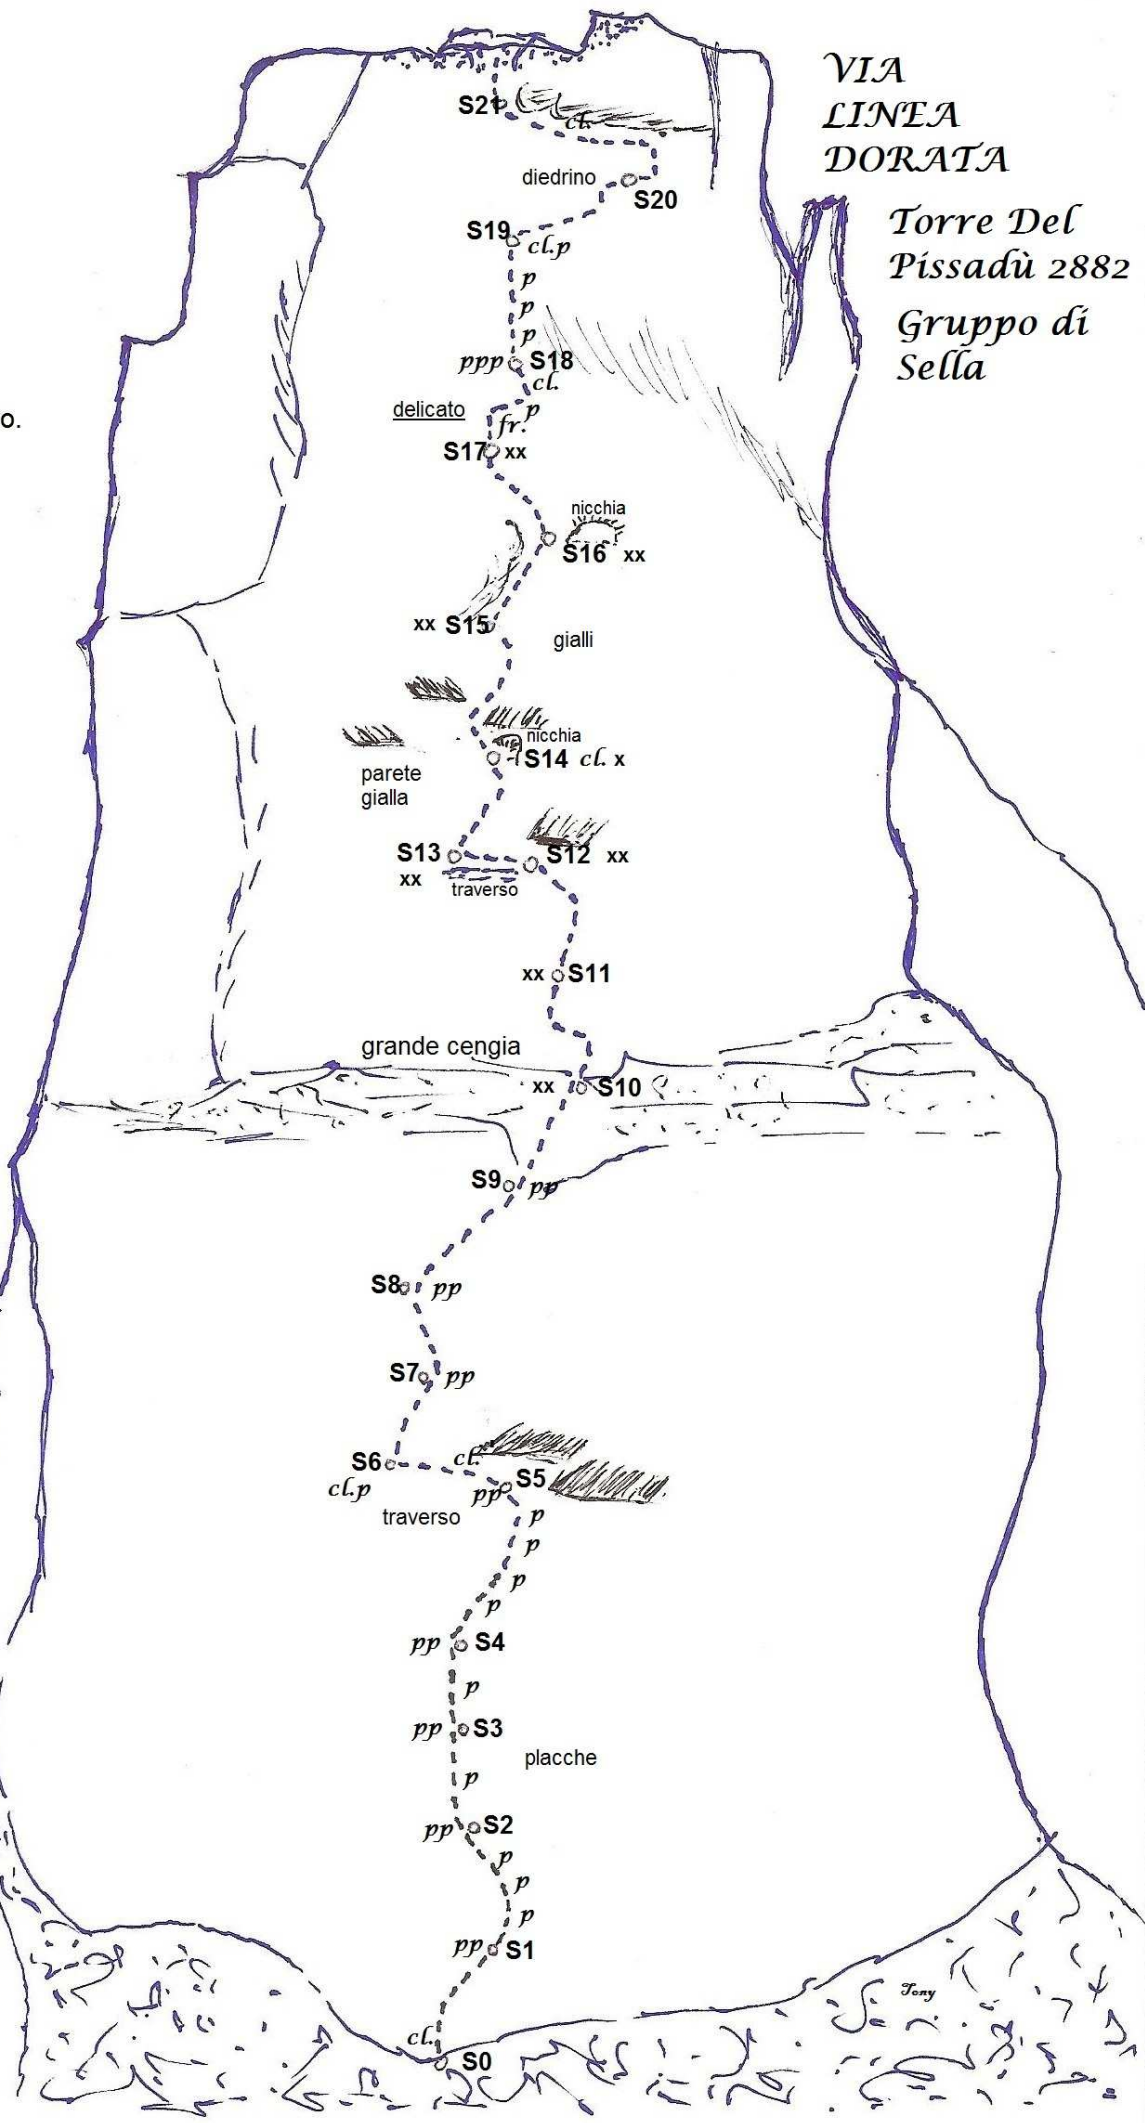 VIA
LINEA
DORATA
Torre Del
Pissadù 2882
Gruppo di
Sella
S21
cl.
diedrino
S20
S19
cl.p
p
p
p
ppp S18
cl.
delicato
p
o.
fr.
S17 xx
nicchia
S16 xx
xx S15
gialli
nicchia
S14 cl. x
parete
gialla
S13
S12 xx
xx
traverso
xx S11
grande cengia
xx S10
S9 pp
S8 pp
S7 pp
S6
cl.
cl.p
S5
pp
traverso
p
p
p
p
pp S4
p
pp S3
placche
p
pp S2
p
p
p
pp S1
Tony
cl.
S0